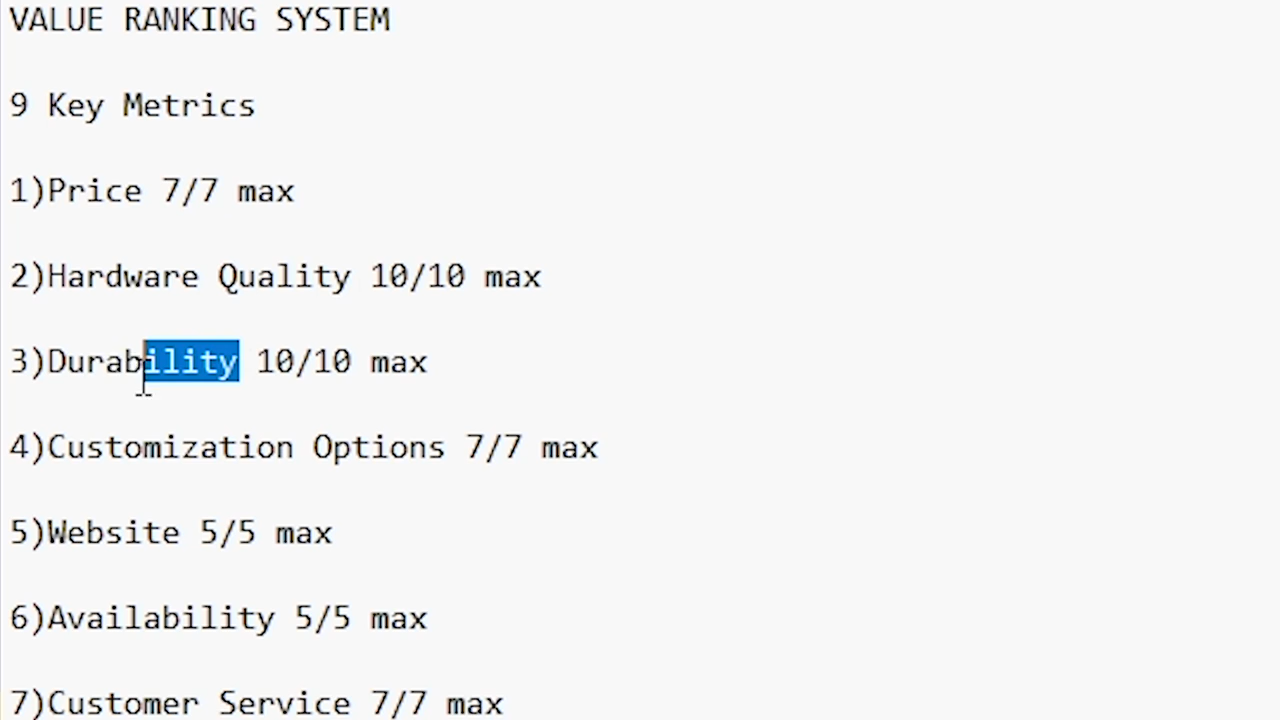 VALUE RANKING SYSTEM
9 Key Metrics
1)Price 7/7 max
2)Hardware Quality 10/10 max
3)Durability 10/10 max
4)Customization Options 7/7 max
5)Website 5/5 max
6)Availability 5/5 max
7)Customer Service 7/7 max